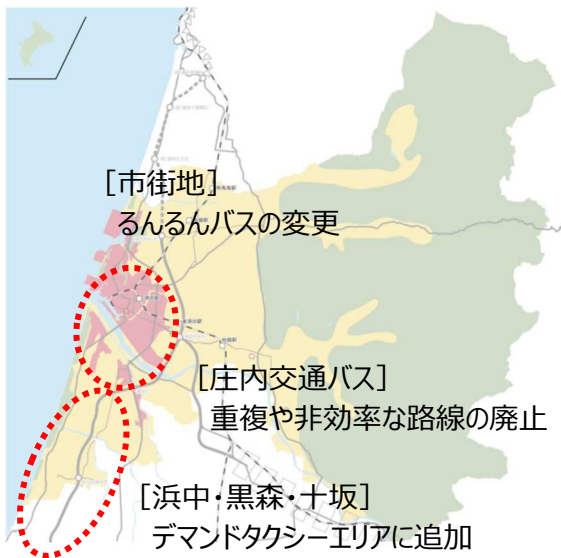 [市街地]
るんるんバスの変更
[庄内交通バス]
重複や非効率な路線の廃止
[浜中・黒森・十坂]
デマンドタクシーエリアに追加